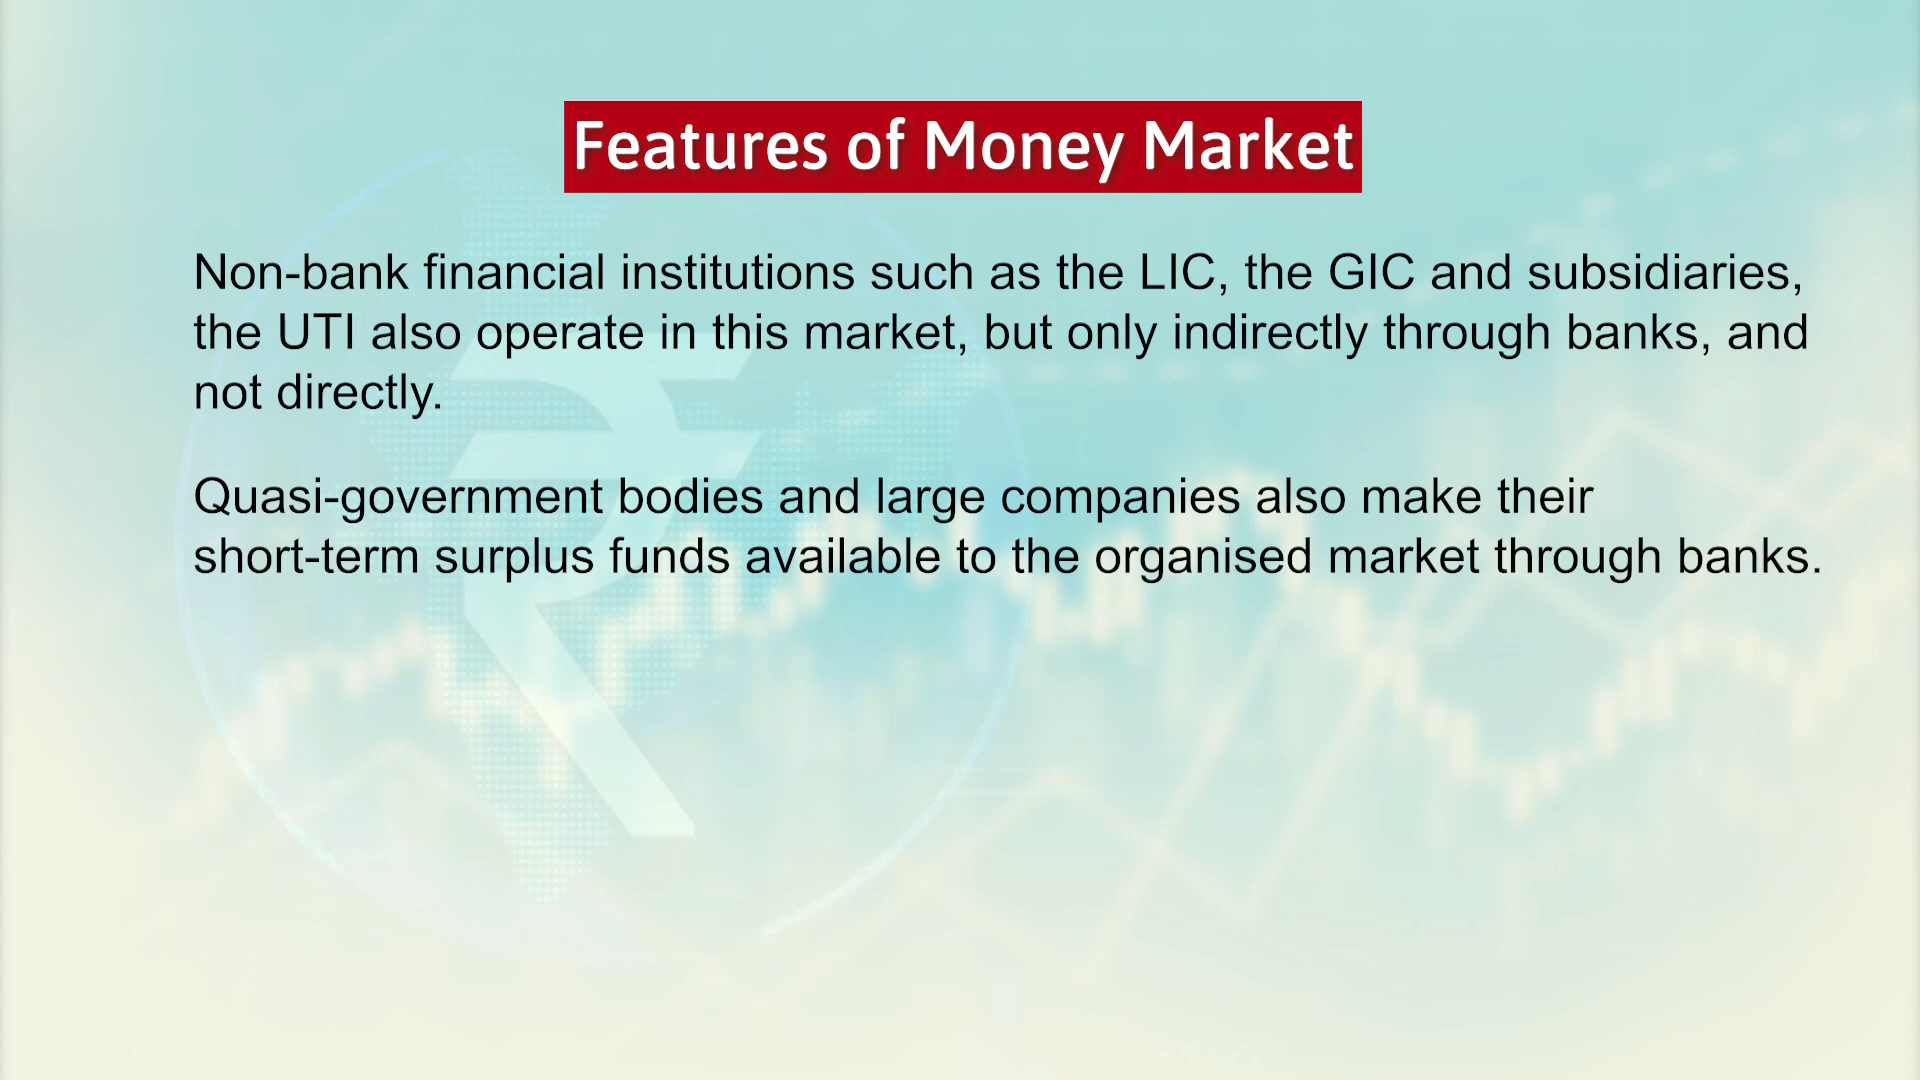 Features of Money Market
Non-bank financial institutions such as the LIC, the GIC and subsidiaries,
the UTI also operate in this market, but only indirectly through banks, and
not directly.
Quasi-government bodies and large companies also make their
short-term surplus funds available to the organised market through banks.